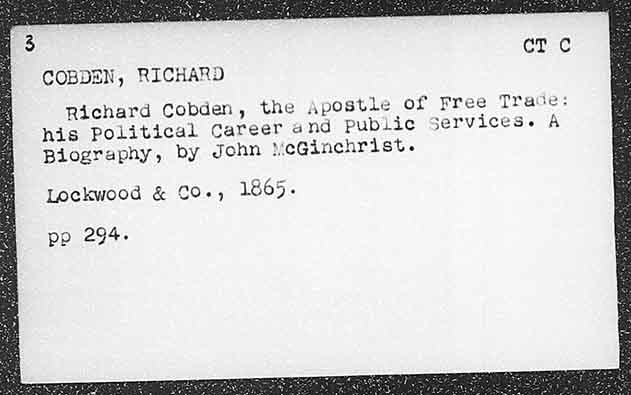 3
CT C
COBDEN, RICHARD
Richard Cobden, the Apostle of Free Trade:
his Political Career and Public Services. A
Biography, by John McGinchrist.
Lockwood & Co., 1865.
pp 294.